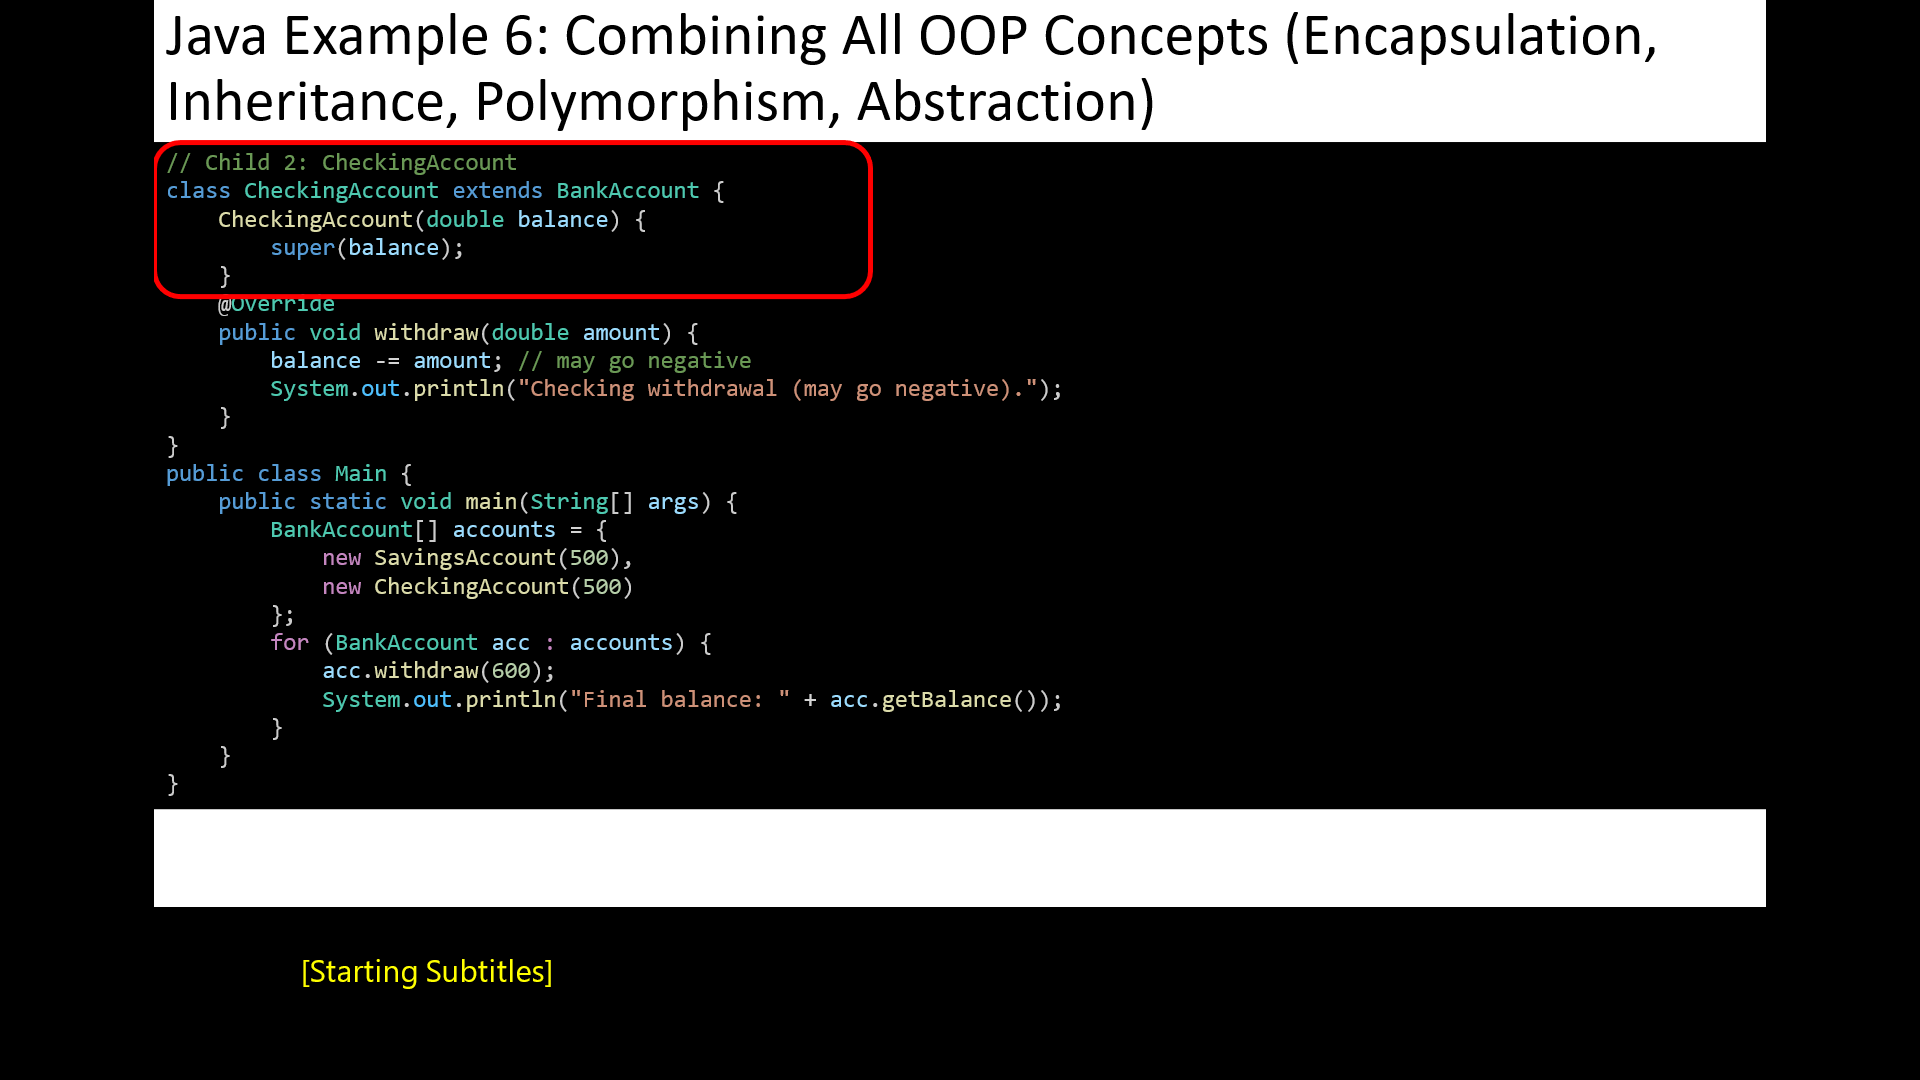 Java Example 6: Combining All OOP Concepts (Encapsulation,
Inheritance, Polymorphism, Abstraction)
// Child 2: CheckingAccount
class CheckingAccount extends BankAccount {
    CheckingAccount(double balance) {
        super(balance);
    }
    @Override
    public void withdraw(double amount) {
        balance -= amount; // may go negative
        System.out.println("Checking withdrawal (may go negative).");
    }
}
public class Main {
    public static void main(String[] args) {
        BankAccount[] accounts = {
            new SavingsAccount(500),
            new CheckingAccount(500)
        };
        for (BankAccount acc : accounts) {
            acc.withdraw(600);
            System.out.println("Final balance: " + acc.getBalance());
        }
    }
}
[Starting Subtitles]